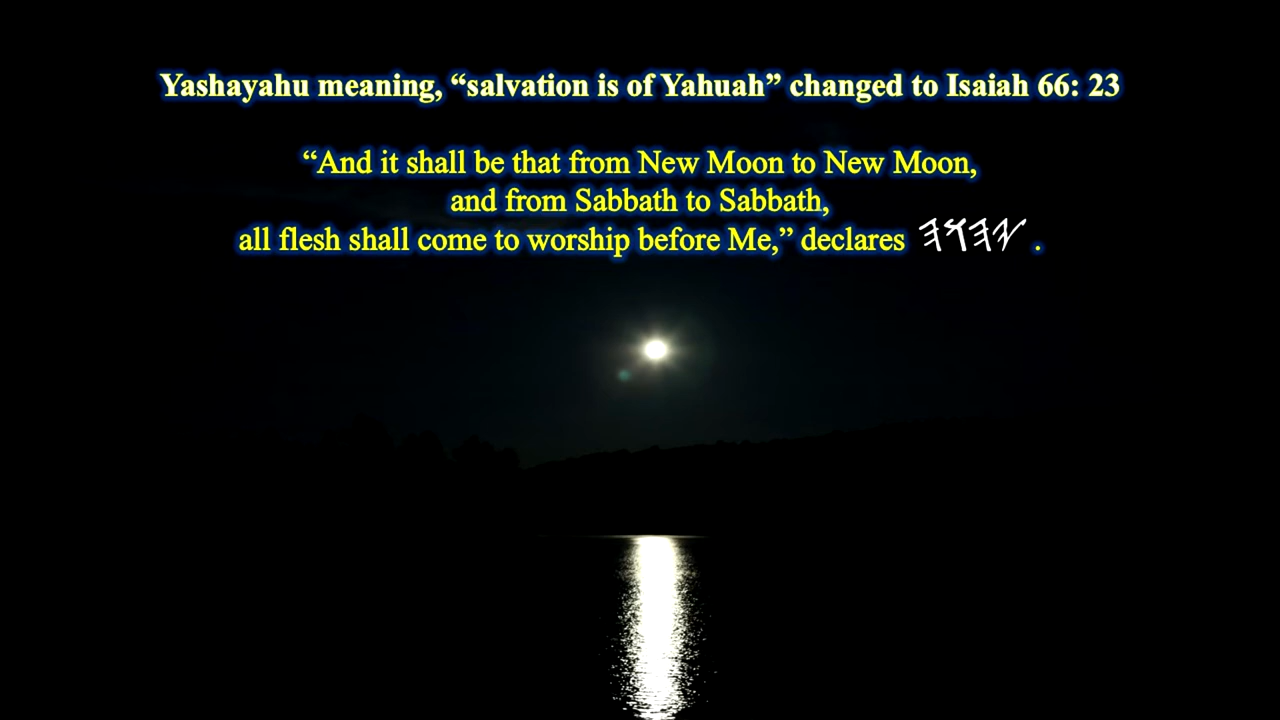 Yashayahu meaning, “salvation is of Yahuah” changed to Isaiah 66: 23
“And it shall be that from New Moon to New Moon,
and from Sabbath to Sabbath,
all flesh shall come to worship before Me,” declares 𐤉𐤄𐤅𐤄 .